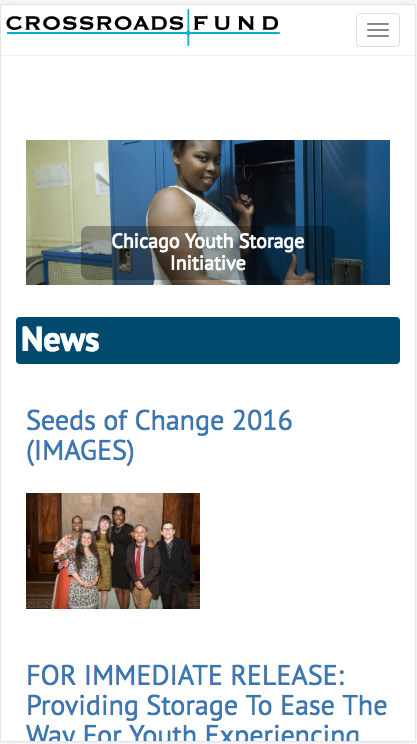 CROSSROADS FUND
Chicago Youth Storage
Initiative
News
Seeds of Change 2016
(IMAGES)
FOR IMMEDIATE RELEASE:
Providing Storage To Ease The
Way For Youth Experiencing